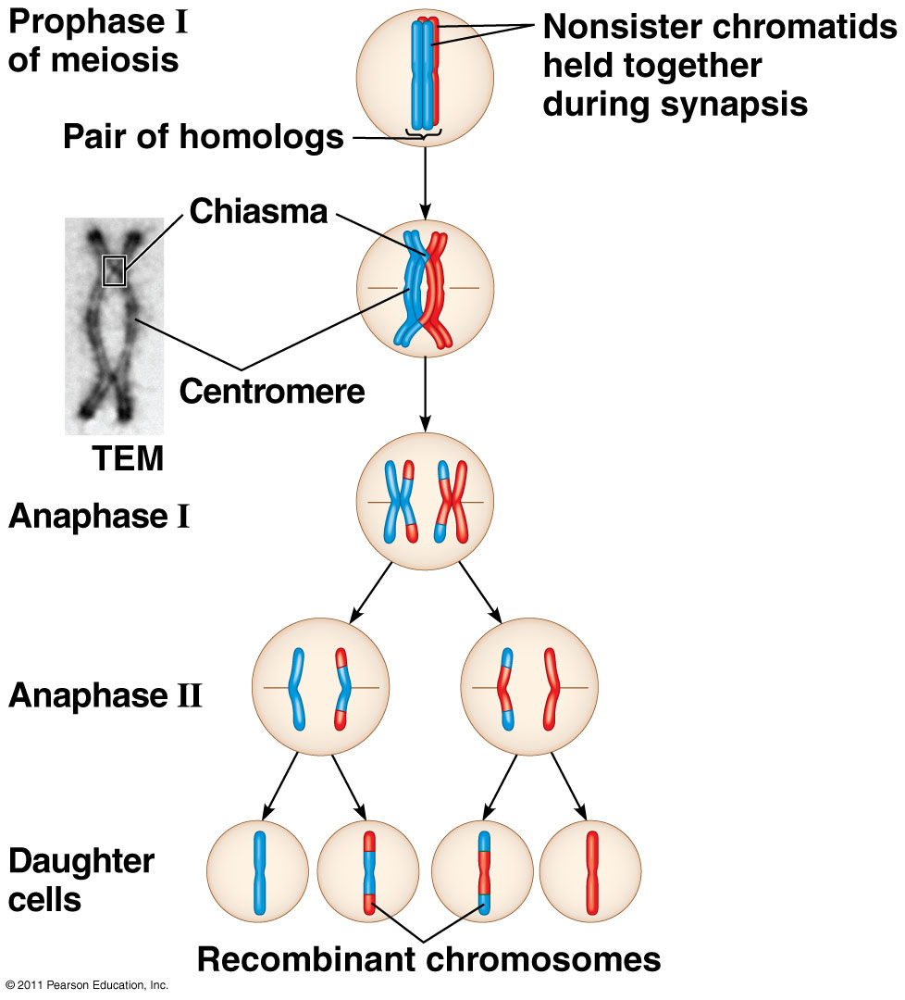 Prophase I
of meiosis
Nonsister chromatids
held together
during synapsis
Pair of homologs
Chiasma
Centromere
TEM
Anaphase I
Anaphase II
Daughter
cells
Recombinant chromosomes
© 2011 Pearson Education, Inc.